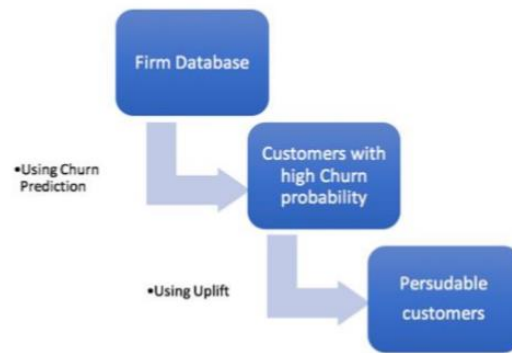 Firm Database
•Using Churn
Prediction
Customers with
high Churn
probability
•Using Uplift
Persudable
customers